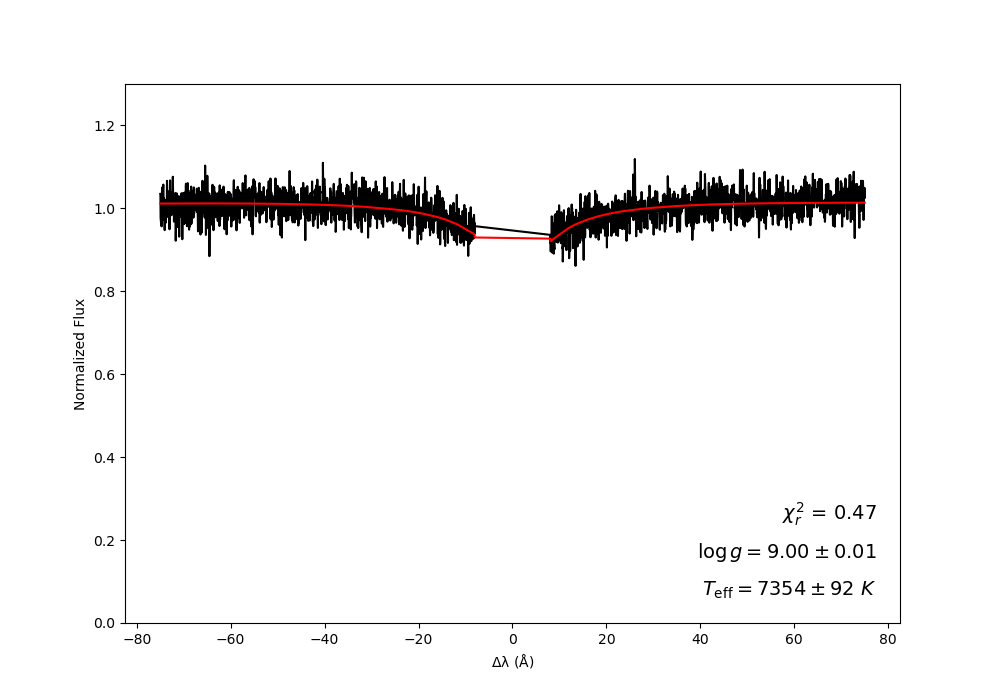 1.2
1.0
0.8
0.6
0.4
0.2
0.0
Normalized Flux
χ²ᵣ = 0.47
log g = 9.00 ± 0.01
T_eff = 7354 ± 92 K
−80 −60 −40 −20 0 20 40 60 80
Δλ (Å)